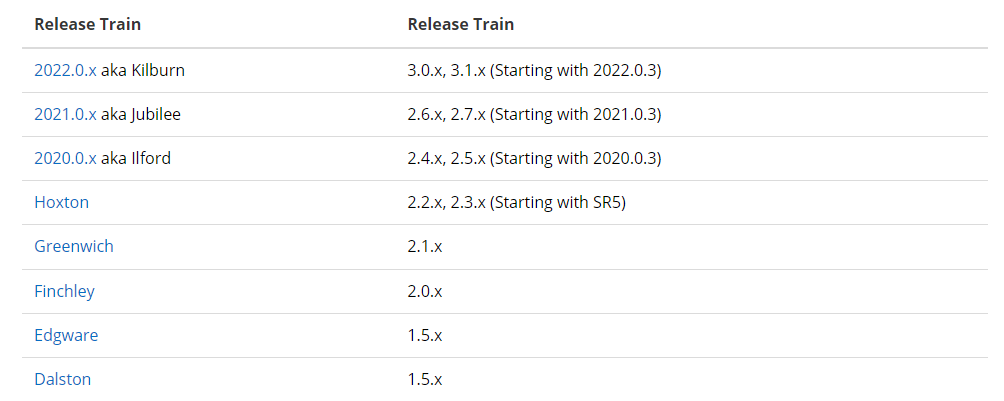 Release Train Release Train
2022.0.x aka Kilburn 3.0.x, 3.1.x (Starting with 2022.0.3)
2021.0.x aka Jubilee 2.6.x, 2.7.x (Starting with 2021.0.3)
2020.0.x aka Ilford 2.4.x, 2.5.x (Starting with 2020.0.3)
Hoxton 2.2.x, 2.3.x (Starting with SR5)
Greenwich 2.1.x
Finchley 2.0.x
Edgware 1.5.x
Dalston 1.5.x